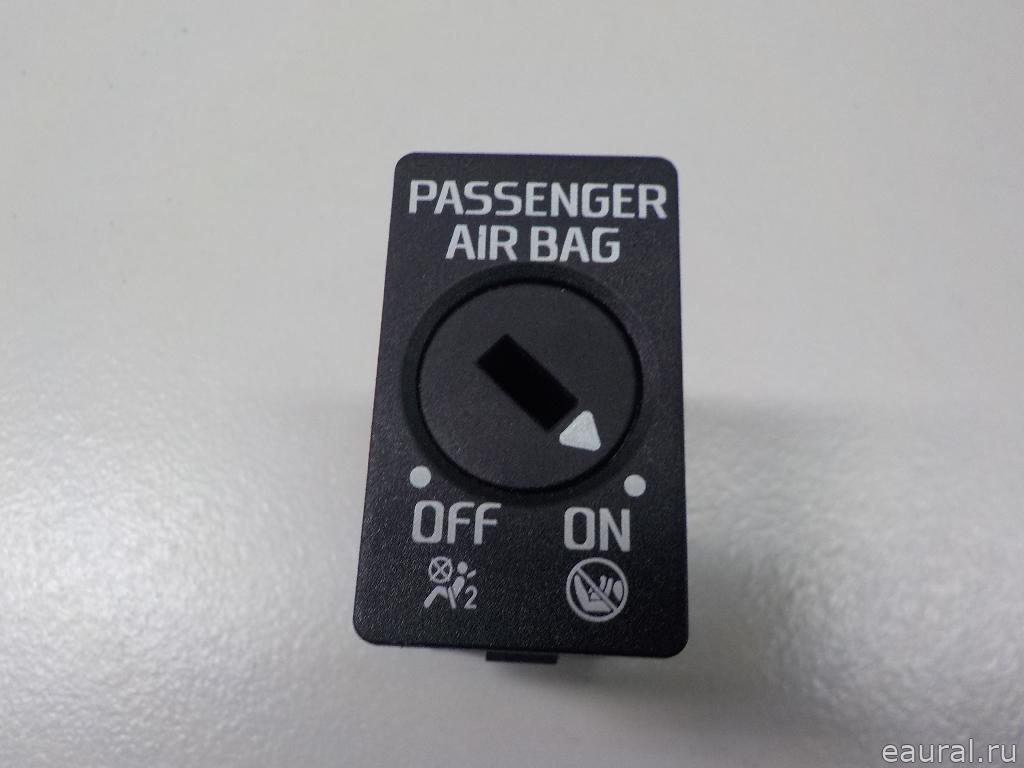 PASSENGER
AIR BAG
OFF ON
2
eaural.ru